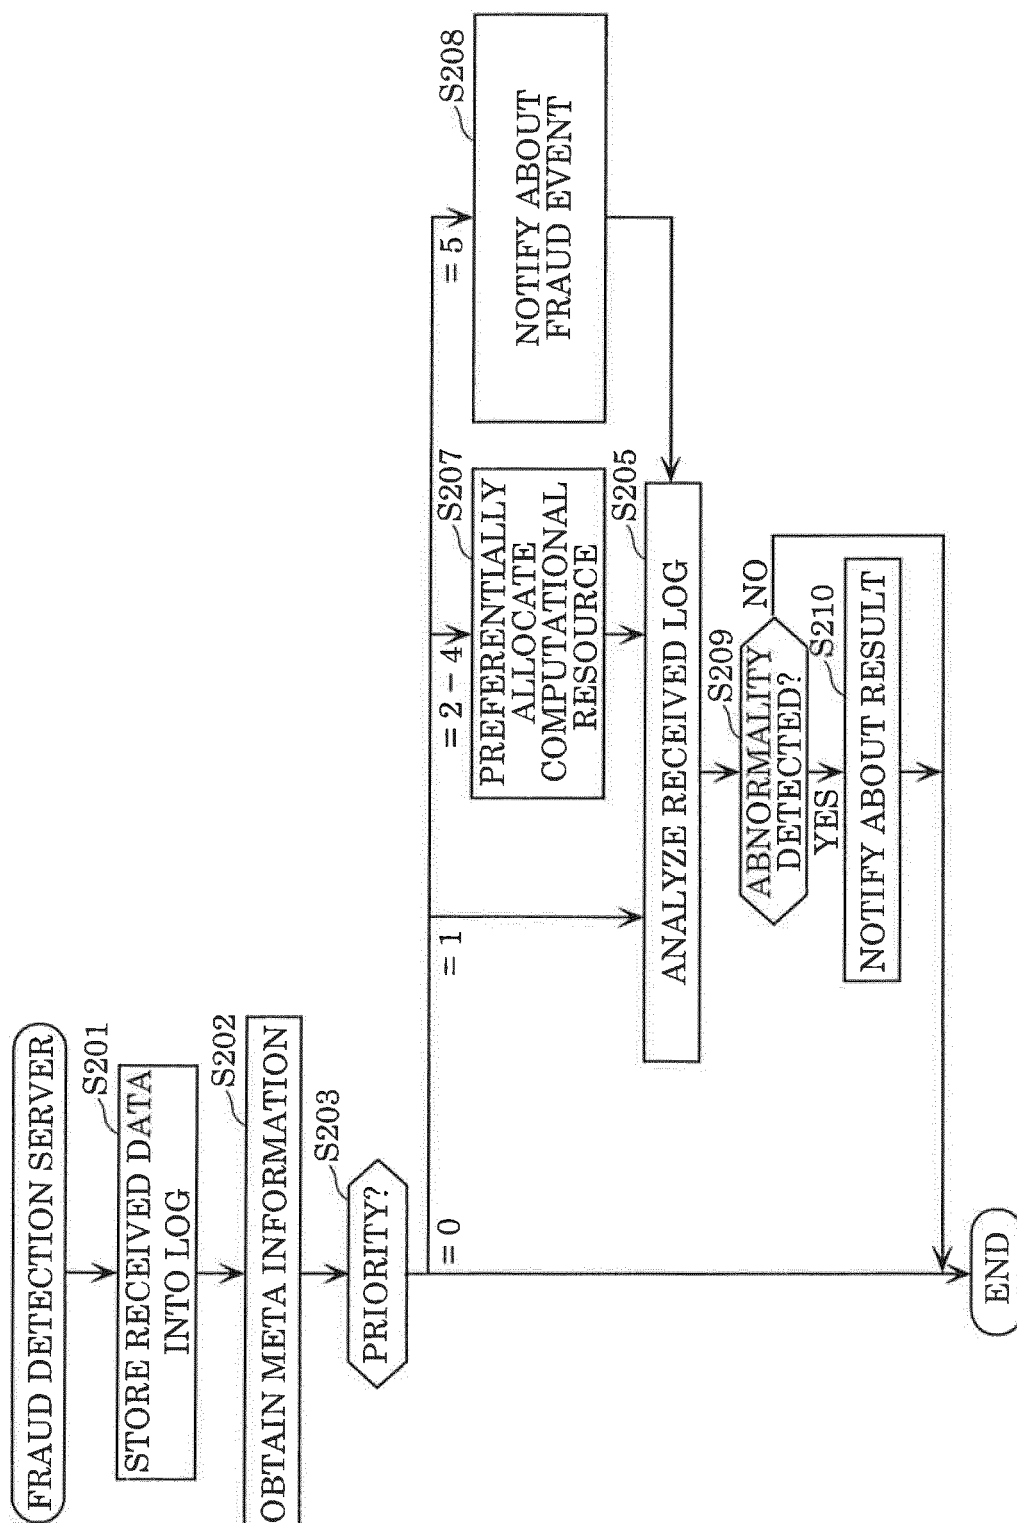 FRAUD DETECTION SERVER
S201
STORE RECEIVED DATA
INTO LOG
S202
OBTAIN META INFORMATION
S203
PRIORITY?
= 0
= 1
= 2 – 4
= 5
S207
PREFERENTIALLY
ALLOCATE
COMPUTATIONAL
RESOURCE
S208
NOTIFY ABOUT
FRAUD EVENT
S205
ANALYZE RECEIVED LOG
S209
ABNORMALITY
DETECTED?
NO
YES
S210
NOTIFY ABOUT RESULT
END